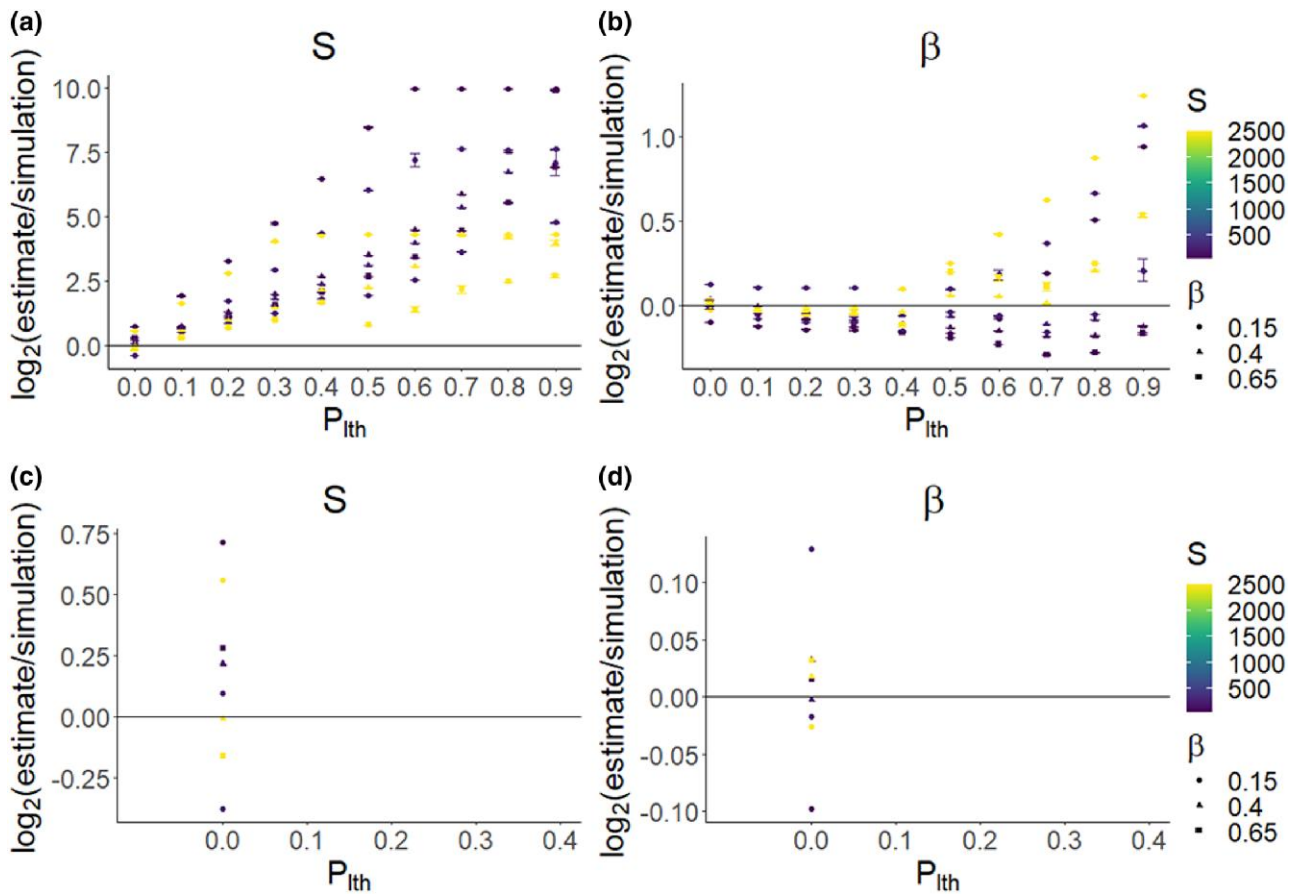 (a)
S
log₂(estimate/simulation)
10.0
7.5
5.0
2.5
0.0
0.0 0.1 0.2 0.3 0.4 0.5 0.6 0.7 0.8 0.9
Plth
(b)
β
log₂(estimate/simulation)
1.0
0.5
0.0
0.0 0.1 0.2 0.3 0.4 0.5 0.6 0.7 0.8 0.9
Plth
S
2500
2000
1500
1000
500
β
0.15
0.4
0.65
(c)
S
log₂(estimate/simulation)
0.75
0.50
0.25
0.00
-0.25
0.0 0.1 0.2 0.3 0.4
Plth
(d)
β
log₂(estimate/simulation)
0.10
0.05
0.00
-0.05
-0.10
0.0 0.1 0.2 0.3 0.4
Plth
S
2500
2000
1500
1000
500
β
0.15
0.4
0.65